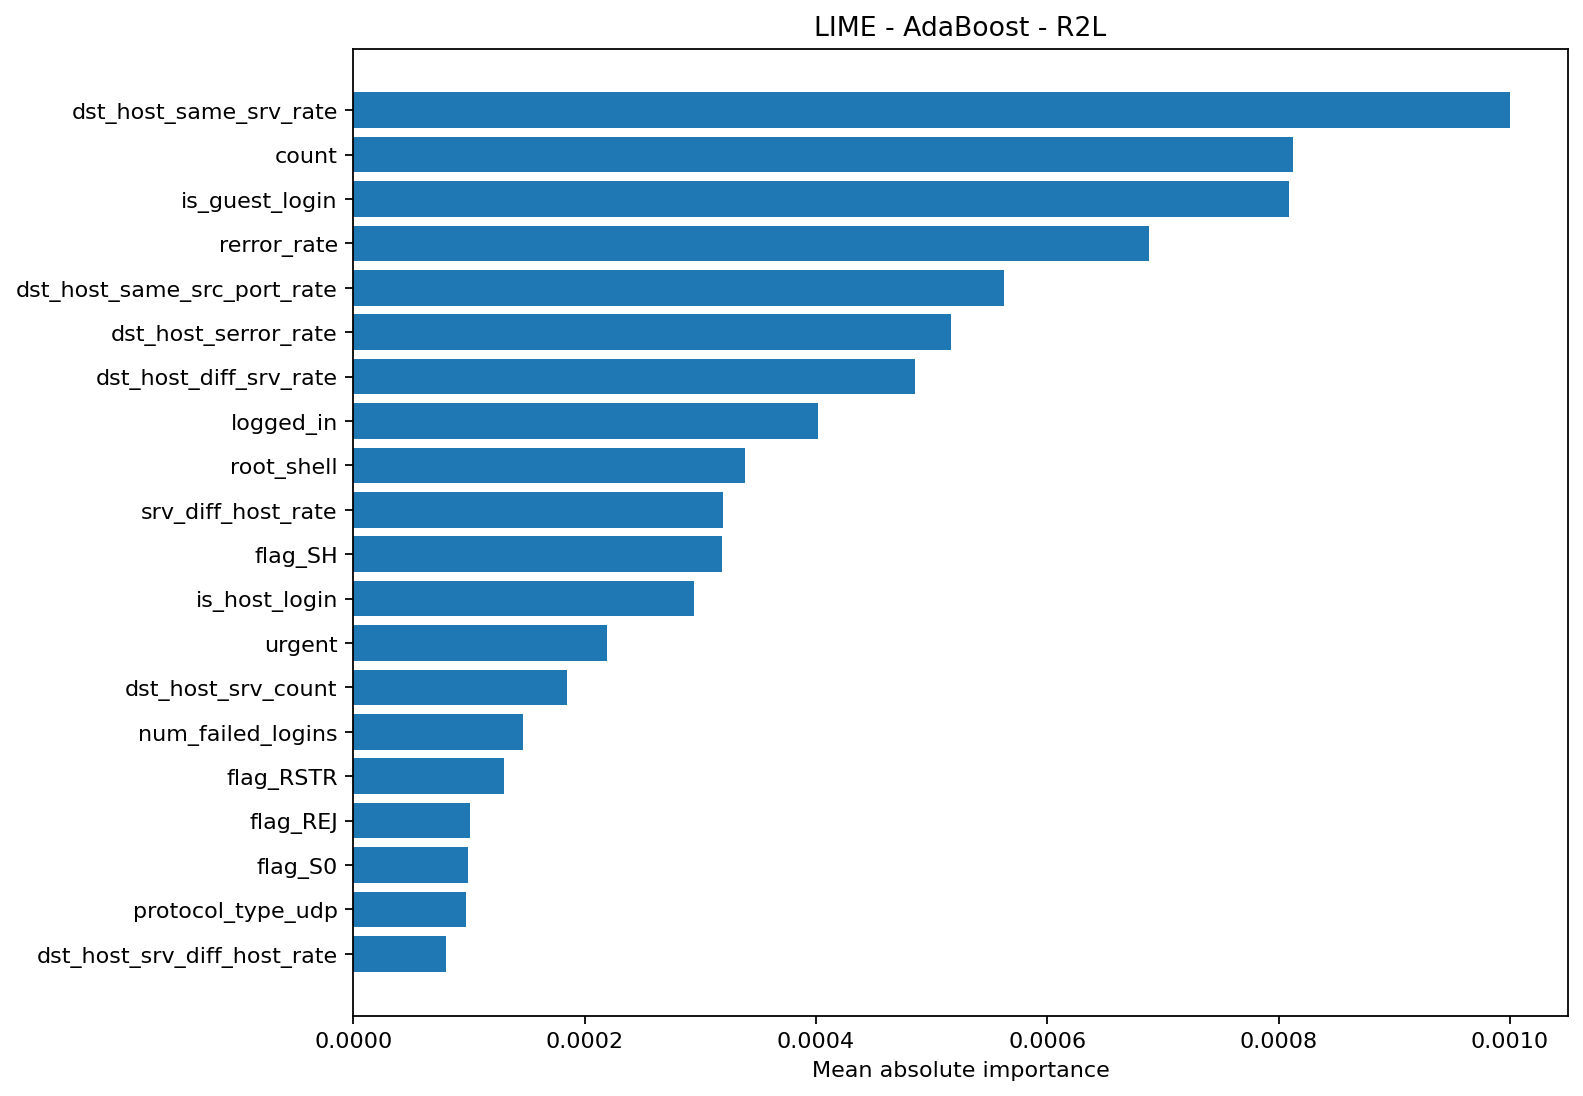 LIME - AdaBoost - R2L
dst_host_same_srv_rate
count
is_guest_login
rerror_rate
dst_host_same_src_port_rate
dst_host_serror_rate
dst_host_diff_srv_rate
logged_in
root_shell
srv_diff_host_rate
flag_SH
is_host_login
urgent
dst_host_srv_count
num_failed_logins
flag_RSTR
flag_REJ
flag_S0
protocol_type_udp
dst_host_srv_diff_host_rate
0.0000 0.0002 0.0004 0.0006 0.0008 0.0010
Mean absolute importance